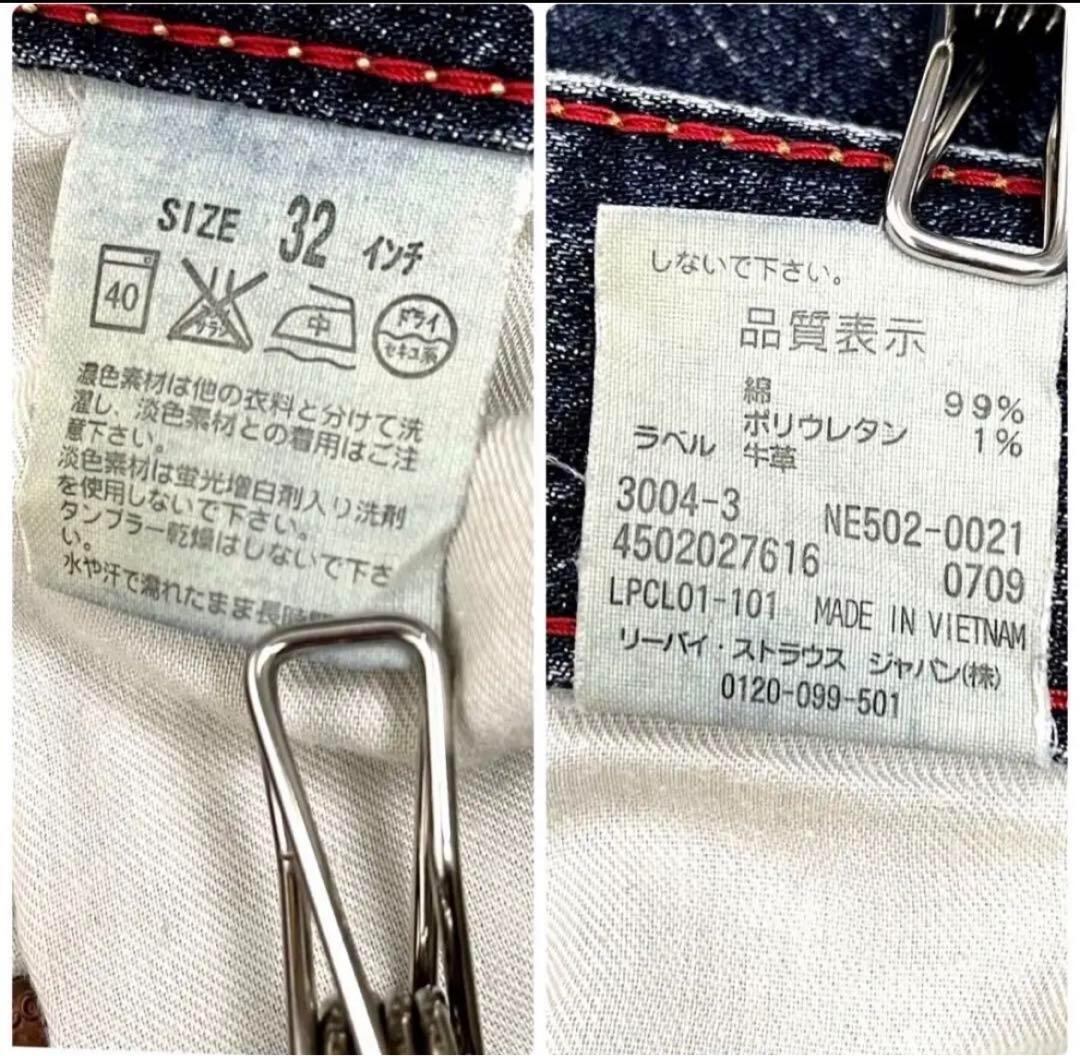 SIZE 32 インチ
40
サラシ
中
ドライ
セキユ系
濃色素材は他の衣料と分けて洗
濯し、淡色素材との着用はご注
意下さい。
淡色素材は蛍光増白剤入り洗剤
を使用しないで下さい。
タンブラー乾燥はしないで下さ
い。
水や汗で濡れたまま長時間
しないで下さい。
品質表示
綿 99%
ポリウレタン 1%
ラベル 牛革
3004-3 NE502-0021
4502027616 0709
LPCL01-101 MADE IN VIETNAM
リーバイ・ストラウス ジャパン(株)
0120-099-501